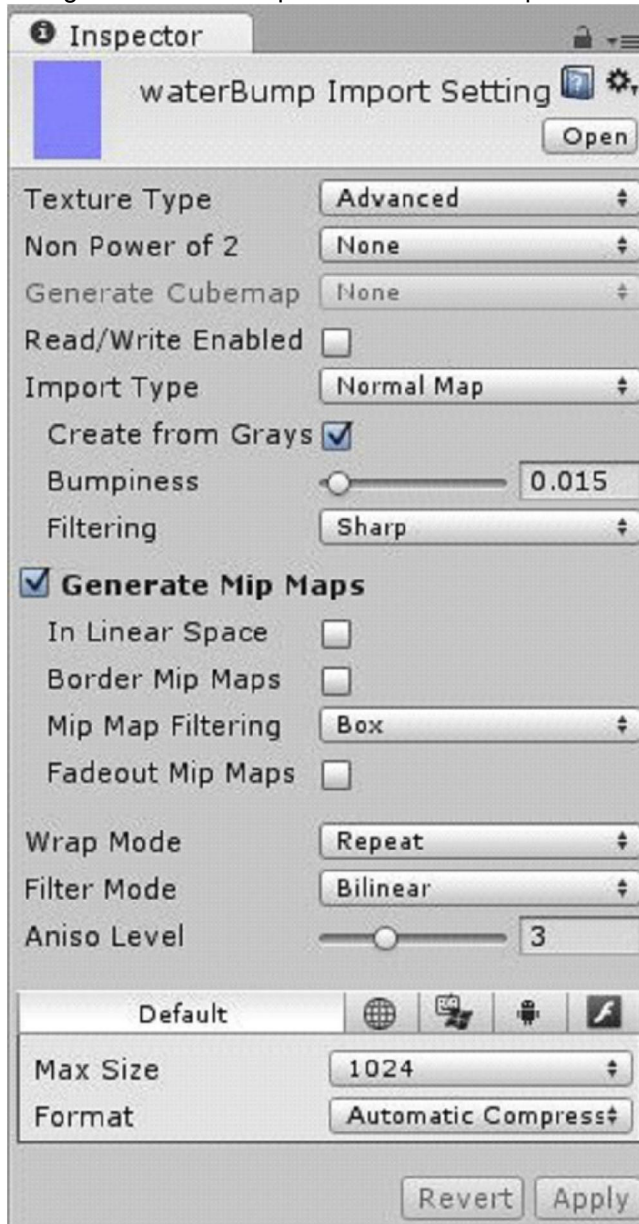 Inspector
waterBump Import Setting
Open
Texture Type Advanced
Non Power of 2 None
Generate Cubemap None
Read/Write Enabled
Import Type Normal Map
Create from Grays
Bumpiness 0.015
Filtering Sharp
Generate Mip Maps
In Linear Space
Border Mip Maps
Mip Map Filtering Box
Fadeout Mip Maps
Wrap Mode Repeat
Filter Mode Bilinear
Aniso Level 3
Default
Max Size 1024
Format Automatic Compress
Revert Apply